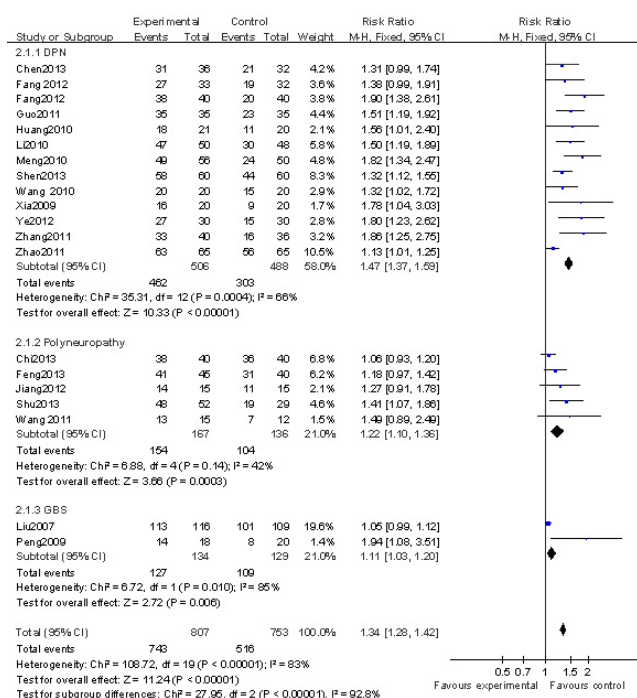 Experimental Control Risk Ratio Risk Ratio
Study or Subgroup Events Total Events Total Weight M-H, Fixed, 95% CI M-H, Fixed, 95% CI
2.1.1 DPN
Chen2013 31 36 21 32 4.2% 1.31 [0.99, 1.74]
Fang 2012 27 33 19 32 3.6% 1.38 [0.99, 1.91]
Fang2012 38 40 20 40 3.8% 1.90 [1.38, 2.61]
Guo2011 35 35 23 35 4.4% 1.51 [1.19, 1.92]
Huang2010 18 21 11 20 2.1% 1.56 [1.01, 2.40]
Li2010 47 50 30 48 5.8% 1.50 [1.19, 1.89]
Meng2010 49 56 24 50 4.8% 1.82 [1.34, 2.47]
Shen2013 58 60 44 60 8.3% 1.32 [1.12, 1.55]
Wang 2010 20 20 15 20 2.9% 1.32 [1.02, 1.72]
Xia2009 16 20 9 20 1.7% 1.78 [1.04, 3.03]
Ye2012 27 30 15 30 2.8% 1.80 [1.23, 2.62]
Zhang2011 33 40 16 36 3.2% 1.86 [1.25, 2.75]
Zhao2011 63 65 56 65 10.5% 1.13 [1.01, 1.25]
Subtotal (95% CI) 506 488 58.0% 1.47 [1.37, 1.59]
Total events 462 303
Heterogeneity: Chi² = 35.31, df = 12 (P = 0.0004); I² = 66%
Test for overall effect: Z = 10.33 (P < 0.00001)
2.1.2 Polyneuropathy
Chi2013 38 40 36 40 6.8% 1.06 [0.93, 1.20]
Feng2013 41 45 31 40 6.2% 1.18 [0.97, 1.42]
Jiang2012 14 15 11 15 2.1% 1.27 [0.91, 1.78]
Shu2013 48 52 19 29 4.6% 1.41 [1.07, 1.86]
Wang 2011 13 15 7 12 1.5% 1.49 [0.89, 2.49]
Subtotal (95% CI) 167 136 21.0% 1.22 [1.10, 1.36]
Total events 154 104
Heterogeneity: Chi² = 6.88, df = 4 (P = 0.14); I² = 42%
Test for overall effect: Z = 3.66 (P = 0.0003)
2.1.3 GBS
Liu2007 113 116 101 109 19.6% 1.05 [0.99, 1.12]
Peng2009 14 18 8 20 1.4% 1.94 [1.08, 3.51]
Subtotal (95% CI) 134 129 21.0% 1.11 [1.03, 1.20]
Total events 127 109
Heterogeneity: Chi² = 6.72, df = 1 (P = 0.010); I² = 85%
Test for overall effect: Z = 2.72 (P = 0.006)
Total (95% CI) 807 753 100.0% 1.34 [1.28, 1.42]
Total events 743 516
Heterogeneity: Chi² = 108.72, df = 19 (P < 0.00001); I² = 83%
Test for overall effect: Z = 11.24 (P < 0.00001)
Test for subgroup differences: Chi² = 27.95, df = 2 (P < 0.00001), I² = 92.8%
0.5 0.7 1 1.5 2
Favours experimental Favours control